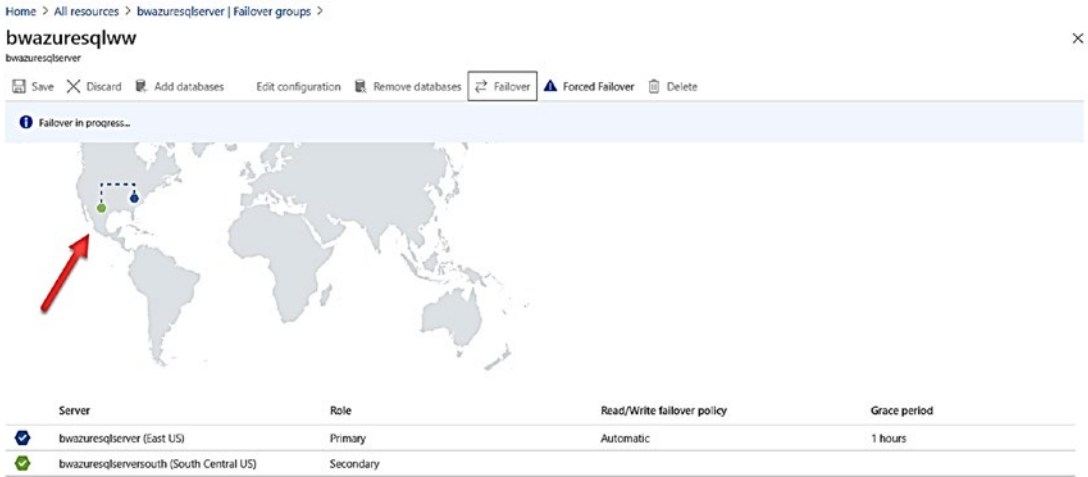 Home > All resources > bwazuresqlserver | Failover groups >
bwazuresqlww
bwazuresqlserver
Save Discard Add databases Edit configuration Remove databases Failover Forced Failover Delete
Failover in progress...
Server Role Read/Write failover policy Grace period
bwazuresqlserver (East US) Primary Automatic 1 hours
bwazuresqlserversouth (South Central US) Secondary